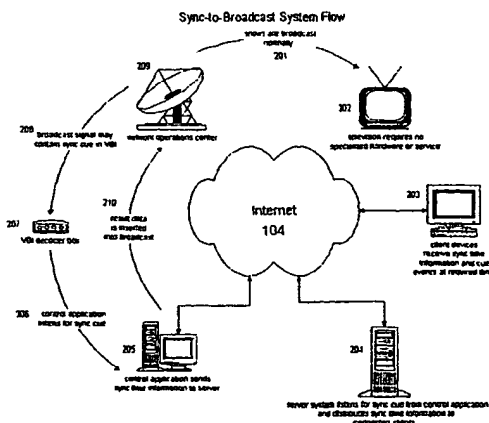 Sync-to-Broadcast System Flow
shows are broadcast
normally
201
209
network operations center
102
television requires no
specialized hardware or service
208
broadcast signal may
contain sync cue in VBI
210
result data
is inserted
into broadcast
207
VBI decoder box
Internet
104
203
client devices
receive sync time
information and cue
events at required time
206
control application
listens for sync cue
205
control application sends
sync time information to server
204
server system listens for sync cue from control application
and distributes sync time information to